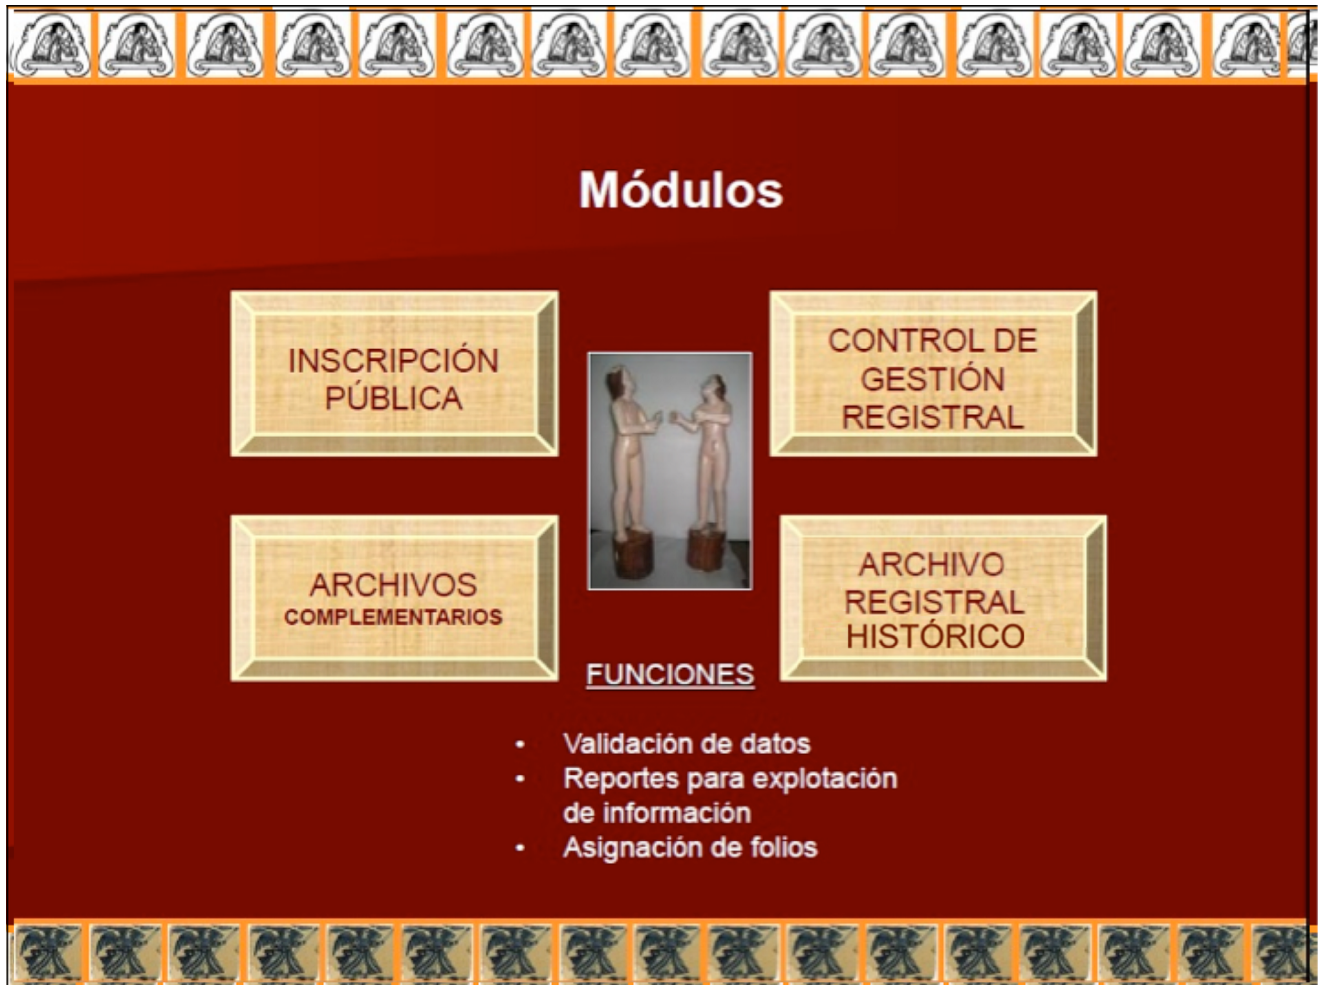 Módulos
INSCRIPCIÓN
PÚBLICA
CONTROL DE
GESTIÓN
REGISTRAL
ARCHIVOS
COMPLEMENTARIOS
ARCHIVO
REGISTRAL
HISTÓRICO
FUNCIONES
• Validación de datos
• Reportes para explotación
de información
• Asignación de folios